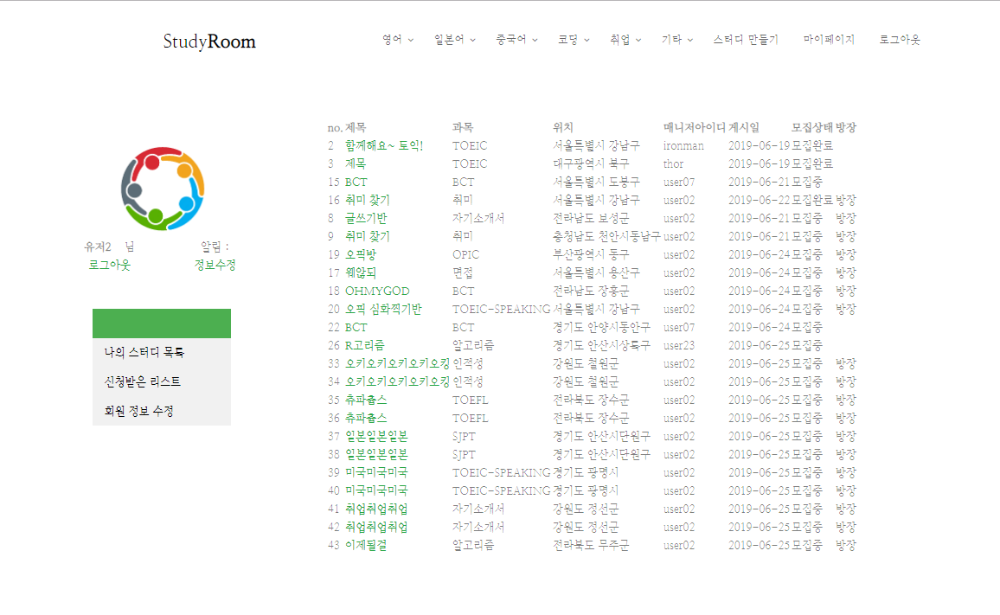 StudyRoom
영어 일본어 중국어 코딩 취업 기타 스터디 만들기 마이페이지 로그아웃
유저2 님 알림 :
로그아웃 정보수정
나의 스터디 목록
신청받은 리스트
회원 정보 수정
no. 제목 과목 위치 매니저아이디 게시일 모집상태 방장
2 함께해요~ 토익! TOEIC 서울특별시 강남구 ironman 2019-06-19 모집완료
3 제목 TOEIC 대구광역시 북구 thor 2019-06-19 모집완료
15 BCT BCT 서울특별시 도봉구 user07 2019-06-21 모집중
16 취미 찾기 취미 서울특별시 강남구 user02 2019-06-22 모집완료 방장
8 글쓰기반 자기소개서 전라남도 보성군 user02 2019-06-21 모집중 방장
9 취미 찾기 취미 충청남도 천안시동남구 user02 2019-06-21 모집중 방장
19 오픽방 OPIC 부산광역시 동구 user02 2019-06-24 모집중 방장
17 웨않되 면접 서울특별시 용산구 user02 2019-06-24 모집중 방장
18 OHMYGOD BCT 전라남도 장흥군 user02 2019-06-24 모집중 방장
20 오픽 심화찍기반 TOEIC-SPEAKING 서울특별시 강남구 user02 2019-06-24 모집중 방장
22 BCT BCT 경기도 안양시동안구 user07 2019-06-24 모집중
26 R고리즘 알고리즘 경기도 안산시상록구 user23 2019-06-25 모집중
33 오키오키오키오키오킹 인적성 강원도 철원군 user02 2019-06-25 모집중 방장
34 오키오키오키오키오킹 인적성 강원도 철원군 user02 2019-06-25 모집중 방장
35 츄파춥스 TOEFL 전라북도 장수군 user02 2019-06-25 모집중 방장
36 츄파춥스 TOEFL 전라북도 장수군 user02 2019-06-25 모집중 방장
37 일본일본일본 SJPT 경기도 안산시단원구 user02 2019-06-25 모집중 방장
38 일본일본일본 SJPT 경기도 안산시단원구 user02 2019-06-25 모집중 방장
39 미국미국미국 TOEIC-SPEAKING 경기도 광명시 user02 2019-06-25 모집중 방장
40 미국미국미국 TOEIC-SPEAKING 경기도 광명시 user02 2019-06-25 모집중 방장
41 취업취업취업 자기소개서 강원도 정선군 user02 2019-06-25 모집중 방장
42 취업취업취업 자기소개서 강원도 정선군 user02 2019-06-25 모집중 방장
43 이제될걸 알고리즘 전라북도 무주군 user02 2019-06-25 모집중 방장